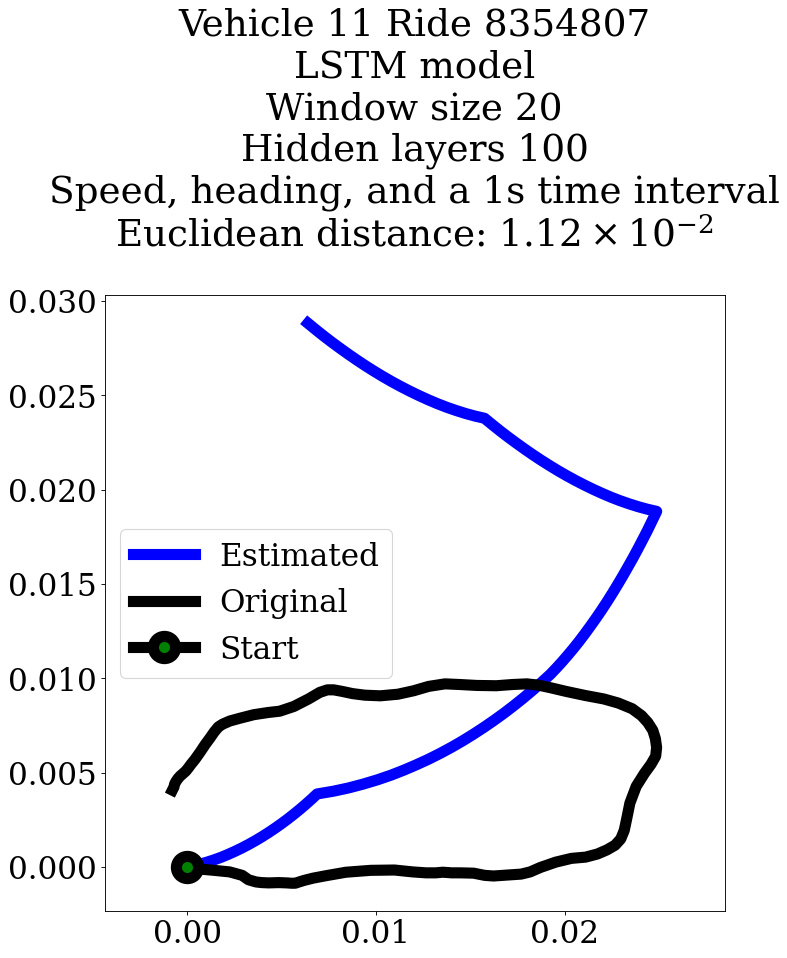 Vehicle 11 Ride 8354807
LSTM model
Window size 20
Hidden layers 100
Speed, heading, and a 1s time interval
Euclidean distance: 1.12 × 10⁻²
0.030
0.025
0.020
0.015
0.010
0.005
0.000
Estimated
Original
Start
0.00 0.01 0.02